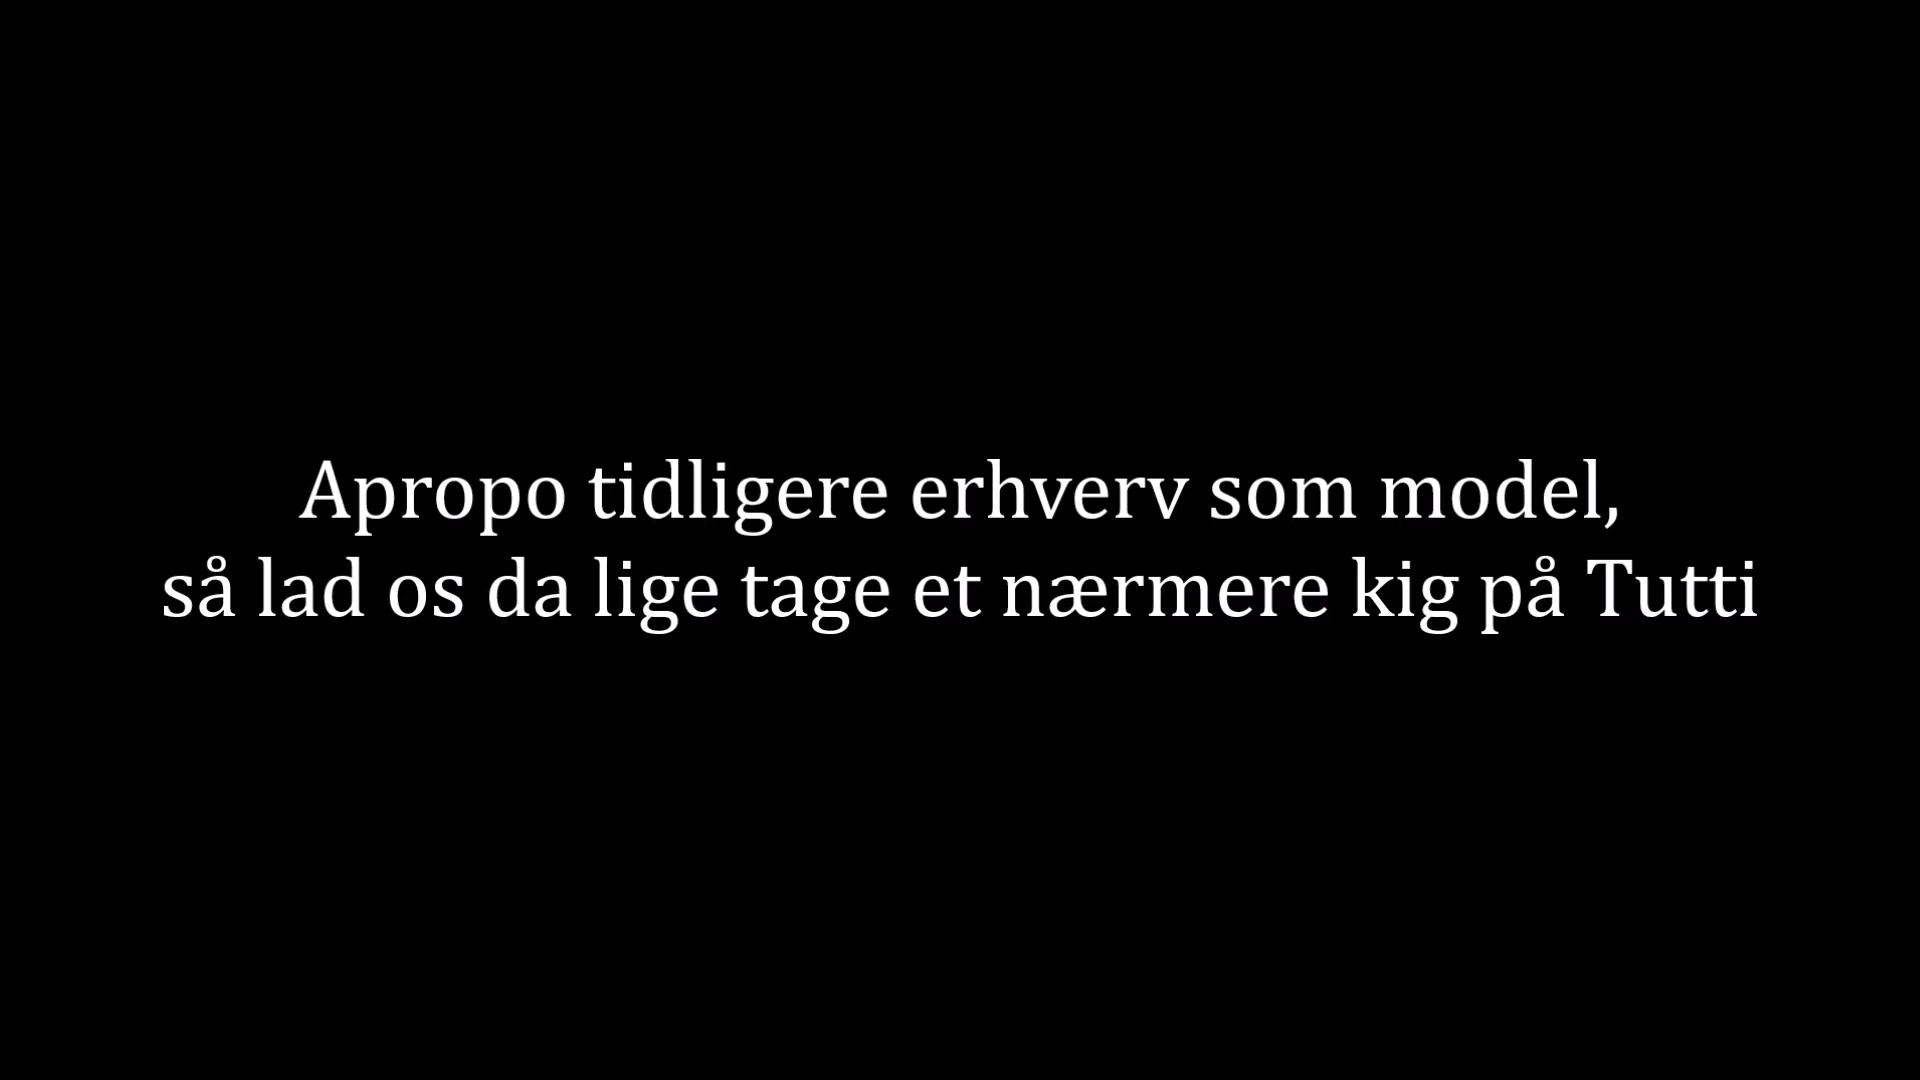 Apropo tidligere erhverv som model,
så lad os da lige tage et nærmere kig på Tutti